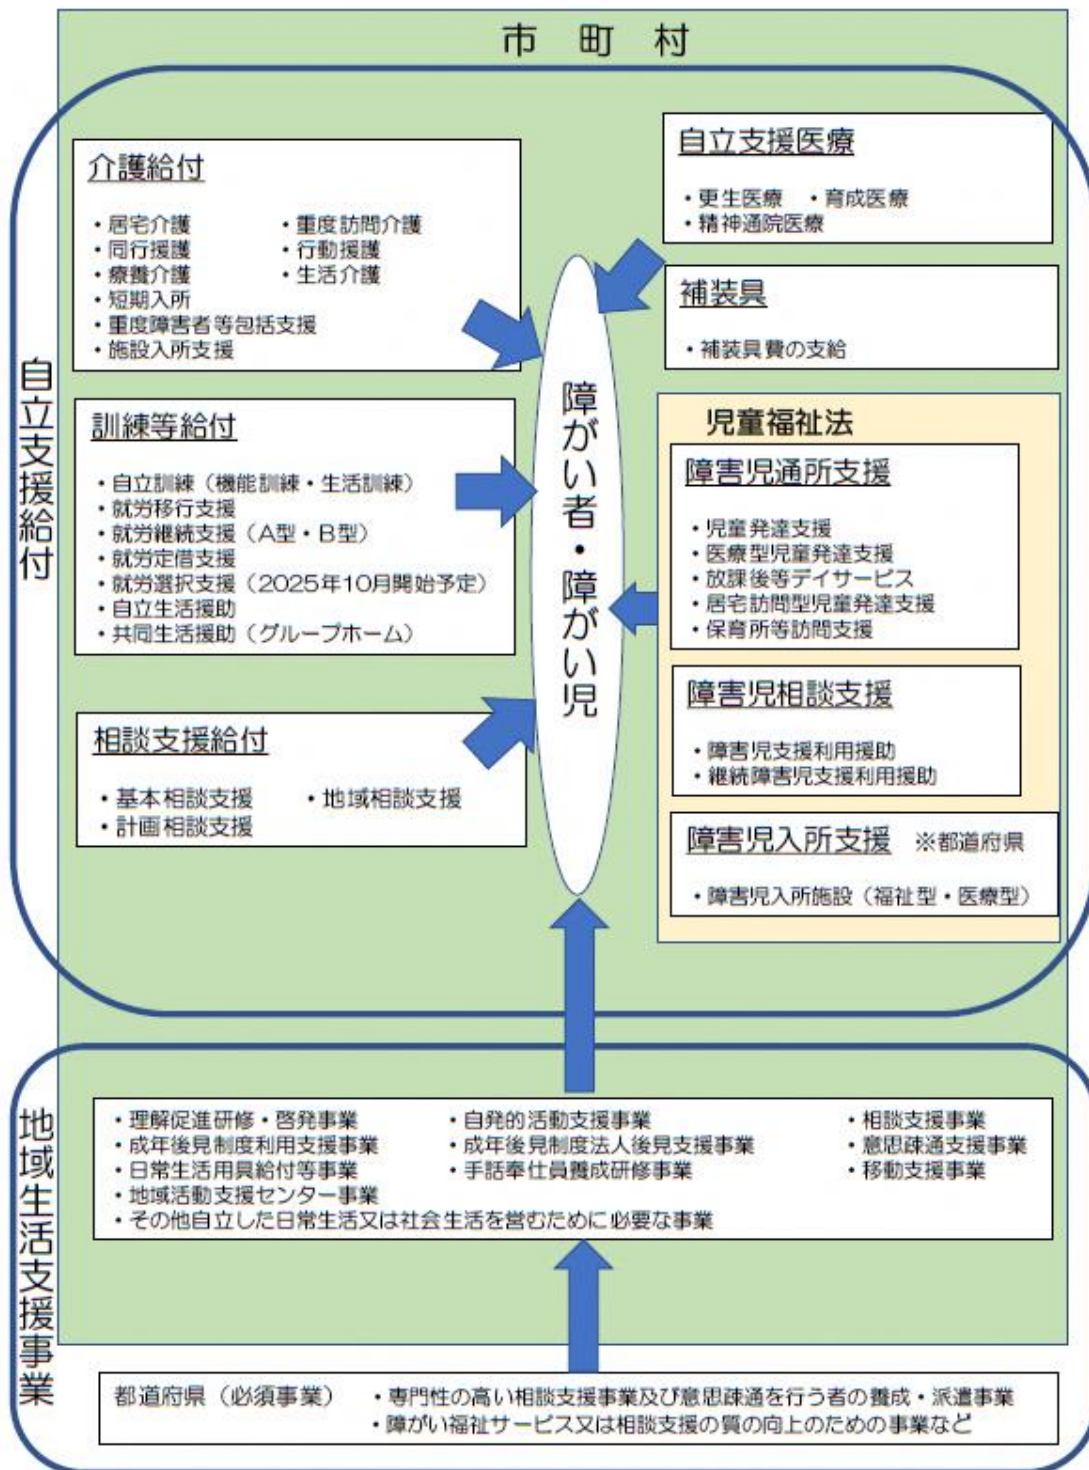 市　町　村
自立支援給付
介護給付
・居宅介護　・重度訪問介護
・同行援護　・行動援護
・療養介護　・生活介護
・短期入所
・重度障害者等包括支援
・施設入所支援
訓練等給付
・自立訓練（機能訓練・生活訓練）
・就労移行支援
・就労継続支援（A型・B型）
・就労定借支援
・就労選択支援（2025年10月開始予定）
・自立生活援助
・共同生活援助（グループホーム）
相談支援給付
・基本相談支援　・地域相談支援
・計画相談支援
障がい者・障がい児
自立支援医療
・更生医療　・育成医療
・精神通院医療
補装具
・補装具費の支給
児童福祉法
障害児通所支援
・児童発達支援
・医療型児童発達支援
・放課後等デイサービス
・居宅訪問型児童発達支援
・保育所等訪問支援
障害児相談支援
・障害児支援利用援助
・継続障害児支援利用援助
障害児入所支援　※都道府県
・障害児入所施設（福祉型・医療型）
地域生活支援事業
・理解促進研修・啓発事業　・自発的活動支援事業　・相談支援事業
・成年後見制度利用支援事業　・成年後見制度法人後見支援事業　・意思疎通支援事業
・日常生活用具給付等事業　・手話奉仕員養成研修事業　・移動支援事業
・地域活動支援センター事業
・その他自立した日常生活又は社会生活を営むために必要な事業
都道府県（必須事業）　・専門性の高い相談支援事業及び意思疎通を行う者の養成・派遣事業
・障がい福祉サービス又は相談支援の質の向上のための事業など